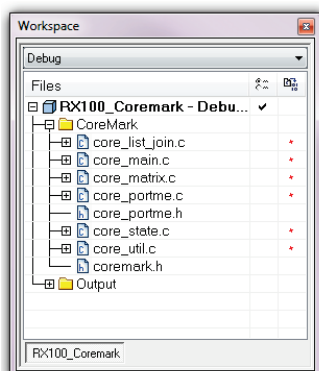 Workspace
Debug
Files
RX100_Coremark - Debu...
CoreMark
core_list_join.c
core_main.c
core_matrix.c
core_portme.c
core_portme.h
core_state.c
core_util.c
coremark.h
Output
RX100_Coremark